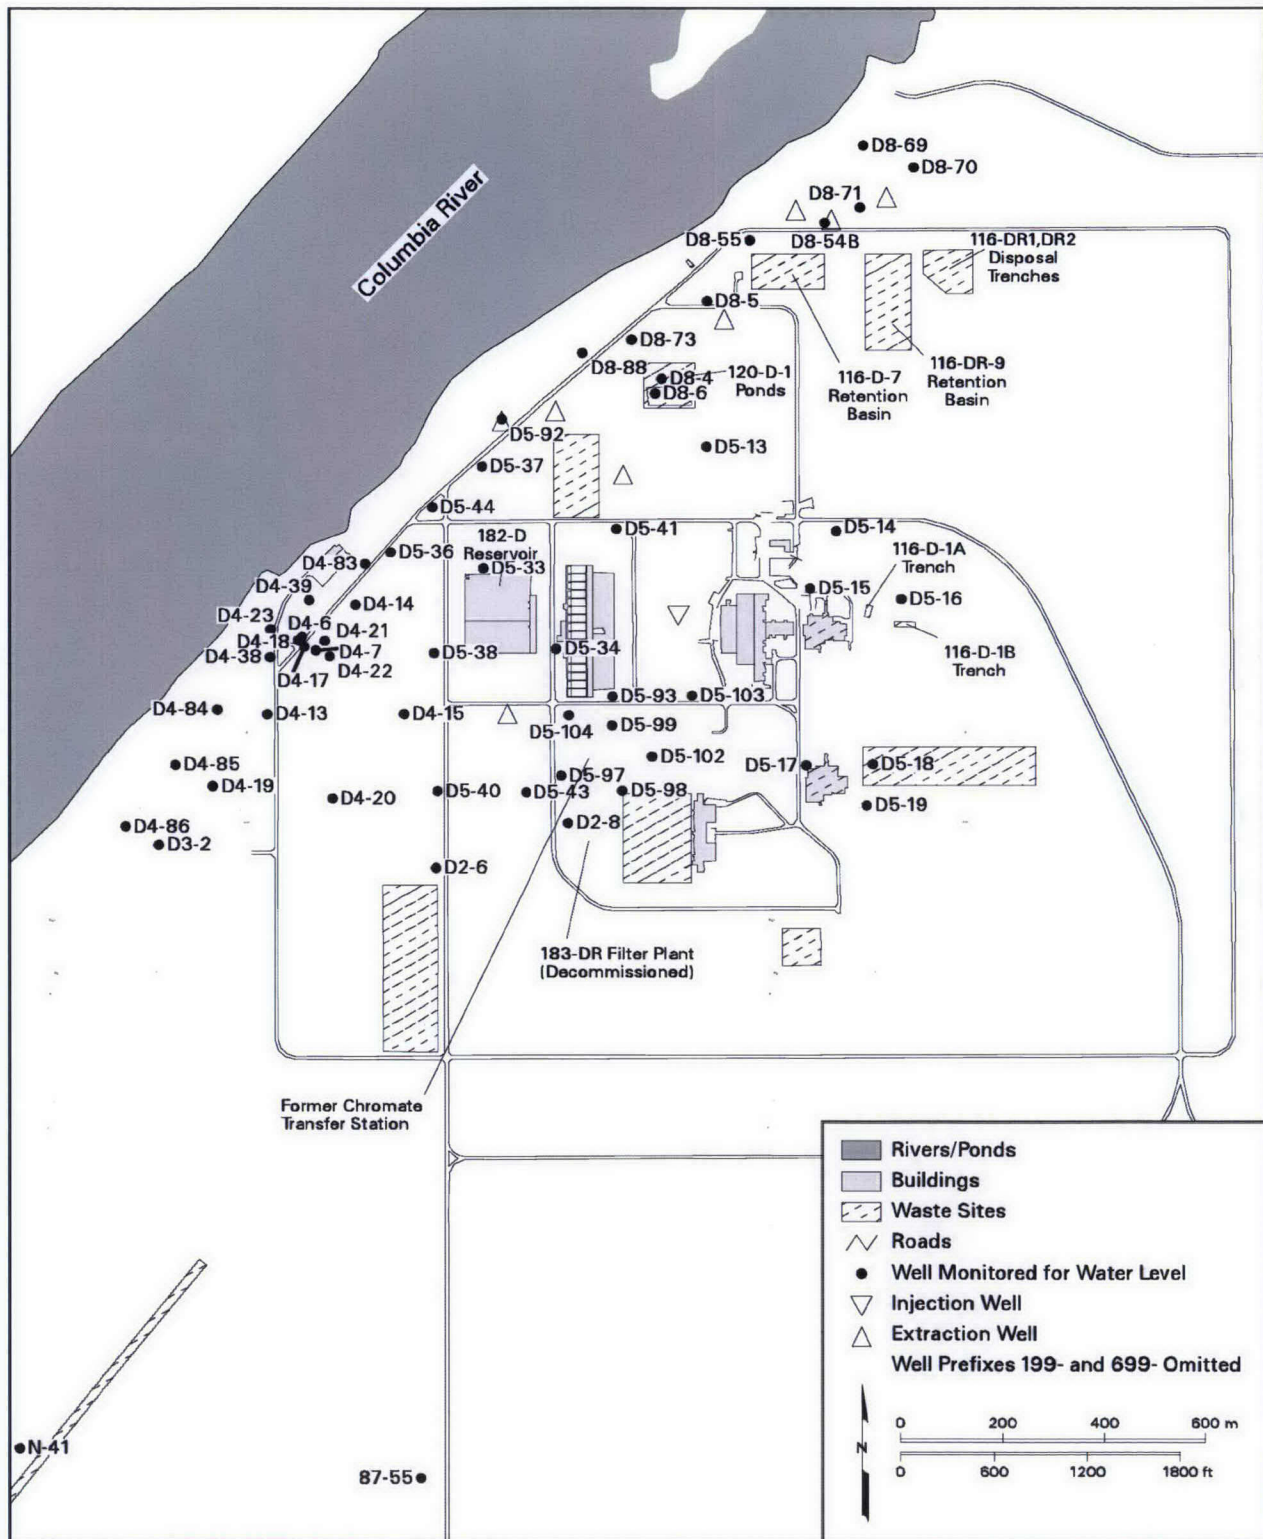 Columbia River
D8-69
D8-70
D8-71
D8-54B
D8-55
116-DR1,DR2
Disposal
Trenches
D8-5
D8-73
D8-88
D8-4
D8-6
120-D-1
Ponds
116-D-7
Retention
Basin
116-DR-9
Retention
Basin
D5-92
D5-13
D5-37
D5-44
D5-41
D5-14
182-D
Reservoir
D5-33
D5-36
D4-83
116-D-1A
Trench
D4-39
D4-14
D5-15
D5-16
D4-23
D4-6
D4-21
D4-18
D4-7
D4-38
D4-22
D4-17
D5-38
D5-34
116-D-1B
Trench
D5-93
D5-103
D4-84
D4-13
D4-15
D5-104
D5-99
D5-102
D4-85
D5-17
D5-18
D4-19
D5-97
D4-20
D5-40
D5-43
D5-98
D5-19
D4-86
D2-8
D3-2
D2-6
183-DR Filter Plant
(Decommissioned)
Former Chromate
Transfer Station
Rivers/Ponds
Buildings
Waste Sites
Roads
Well Monitored for Water Level
Injection Well
Extraction Well
Well Prefixes 199- and 699- Omitted
N
0 200 400 600 m
0 600 1200 1800 ft
N-41
87-55